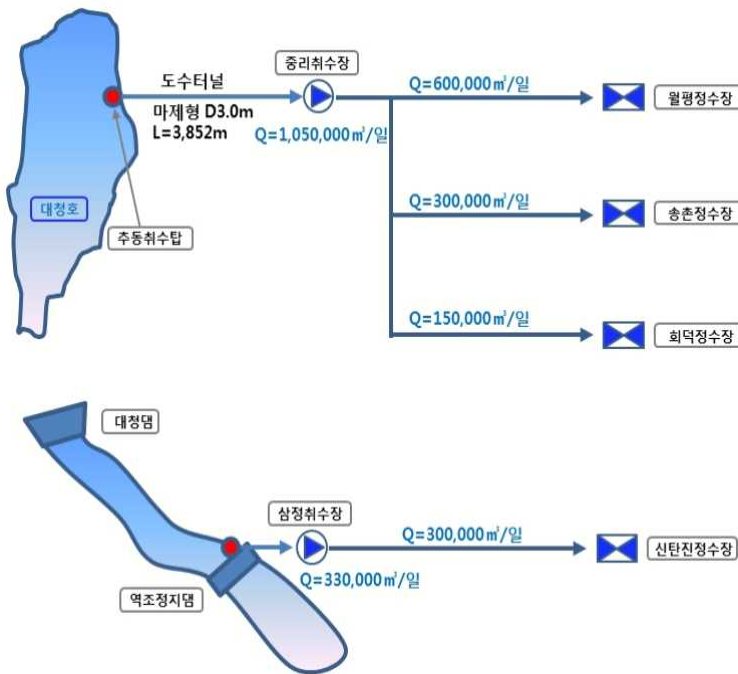 중리취수장
도수터널
Q=600,000㎥/일
월평정수장
마제형 D3.0m
L=3,852m
Q=1,050,000㎥/일
대청호
추동취수탑
Q=300,000㎥/일
송촌정수장
Q=150,000㎥/일
회덕정수장
대청댐
삼정취수장
Q=300,000㎥/일
신탄진정수장
Q=330,000㎥/일
역조정지댐